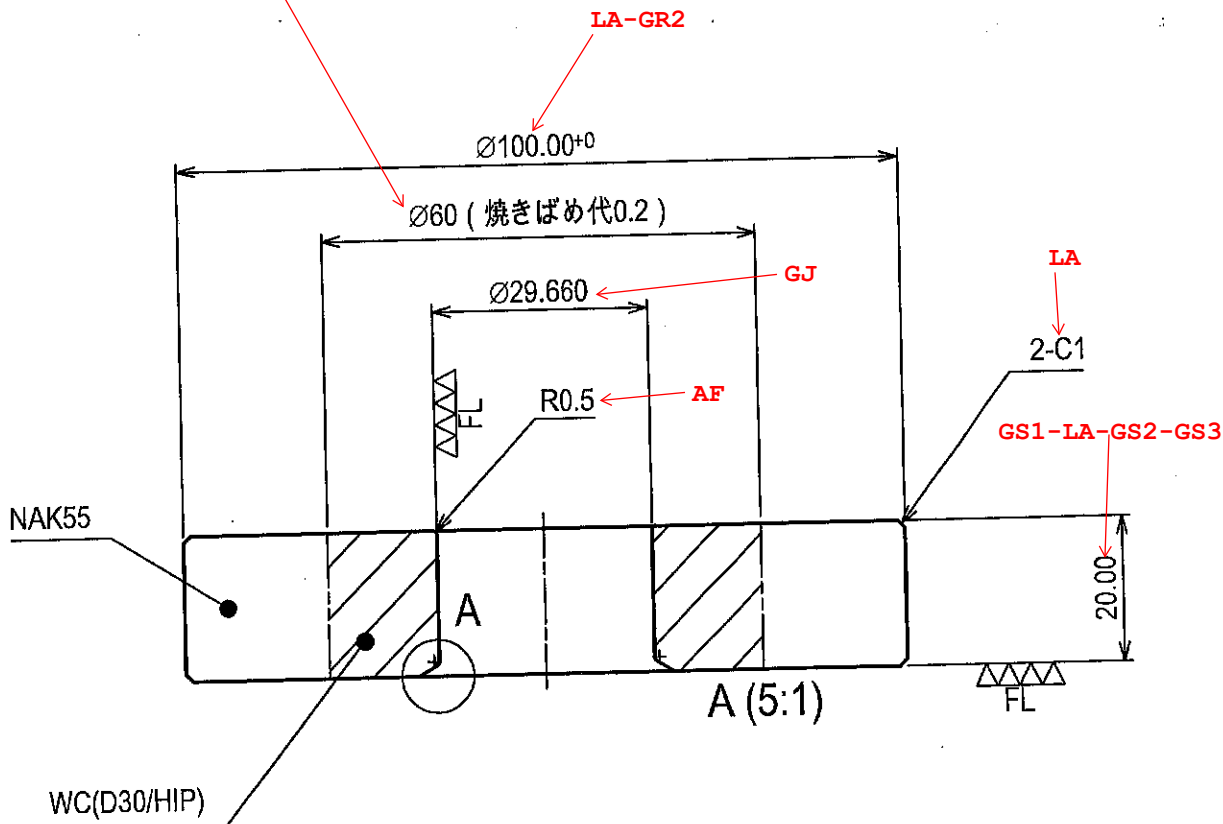 LA-GR2
Ø100.00+0
Ø60 ( 焼きばめ代0.2 )
Ø29.660
GJ
LA
2-C1
R0.5
AF
FL
GS1-LA-GS2-GS3
NAK55
20.00
A
A (5:1)
FL
WC(D30/HIP)